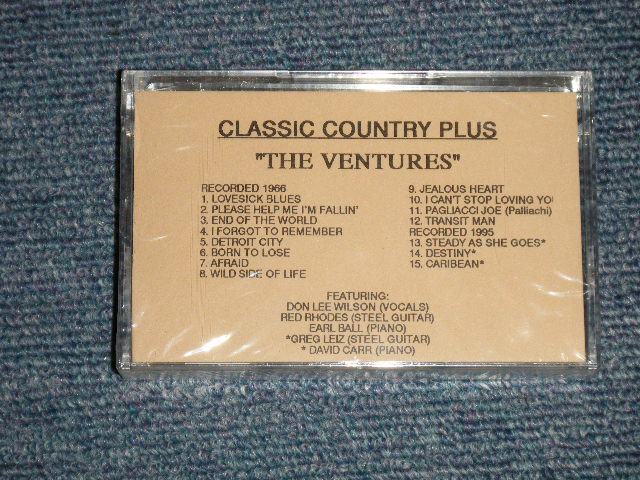 CLASSIC COUNTRY PLUS
"THE VENTURES"
RECORDED 1966
1. LOVESICK BLUES
2. PLEASE HELP ME I'M FALLIN'
3. END OF THE WORLD
4. I FORGOT TO REMEMBER
5. DETROIT CITY
6. BORN TO LOSE
7. AFRAID
8. WILD SIDE OF LIFE
9. JEALOUS HEART
10. I CAN'T STOP LOVING YO
11. PAGLIACCI JOE (Palliachi)
12. TRANSIT MAN
RECORDED 1995
13. STEADY AS SHE GOES*
14. DESTINY*
15. CARIBEAN*
FEATURING:
DON LEE WILSON (VOCALS)
RED RHODES (STEEL GUITAR)
EARL BALL (PIANO)
*GREG LEIZ (STEEL GUITAR)
* DAVID CARR (PIANO)